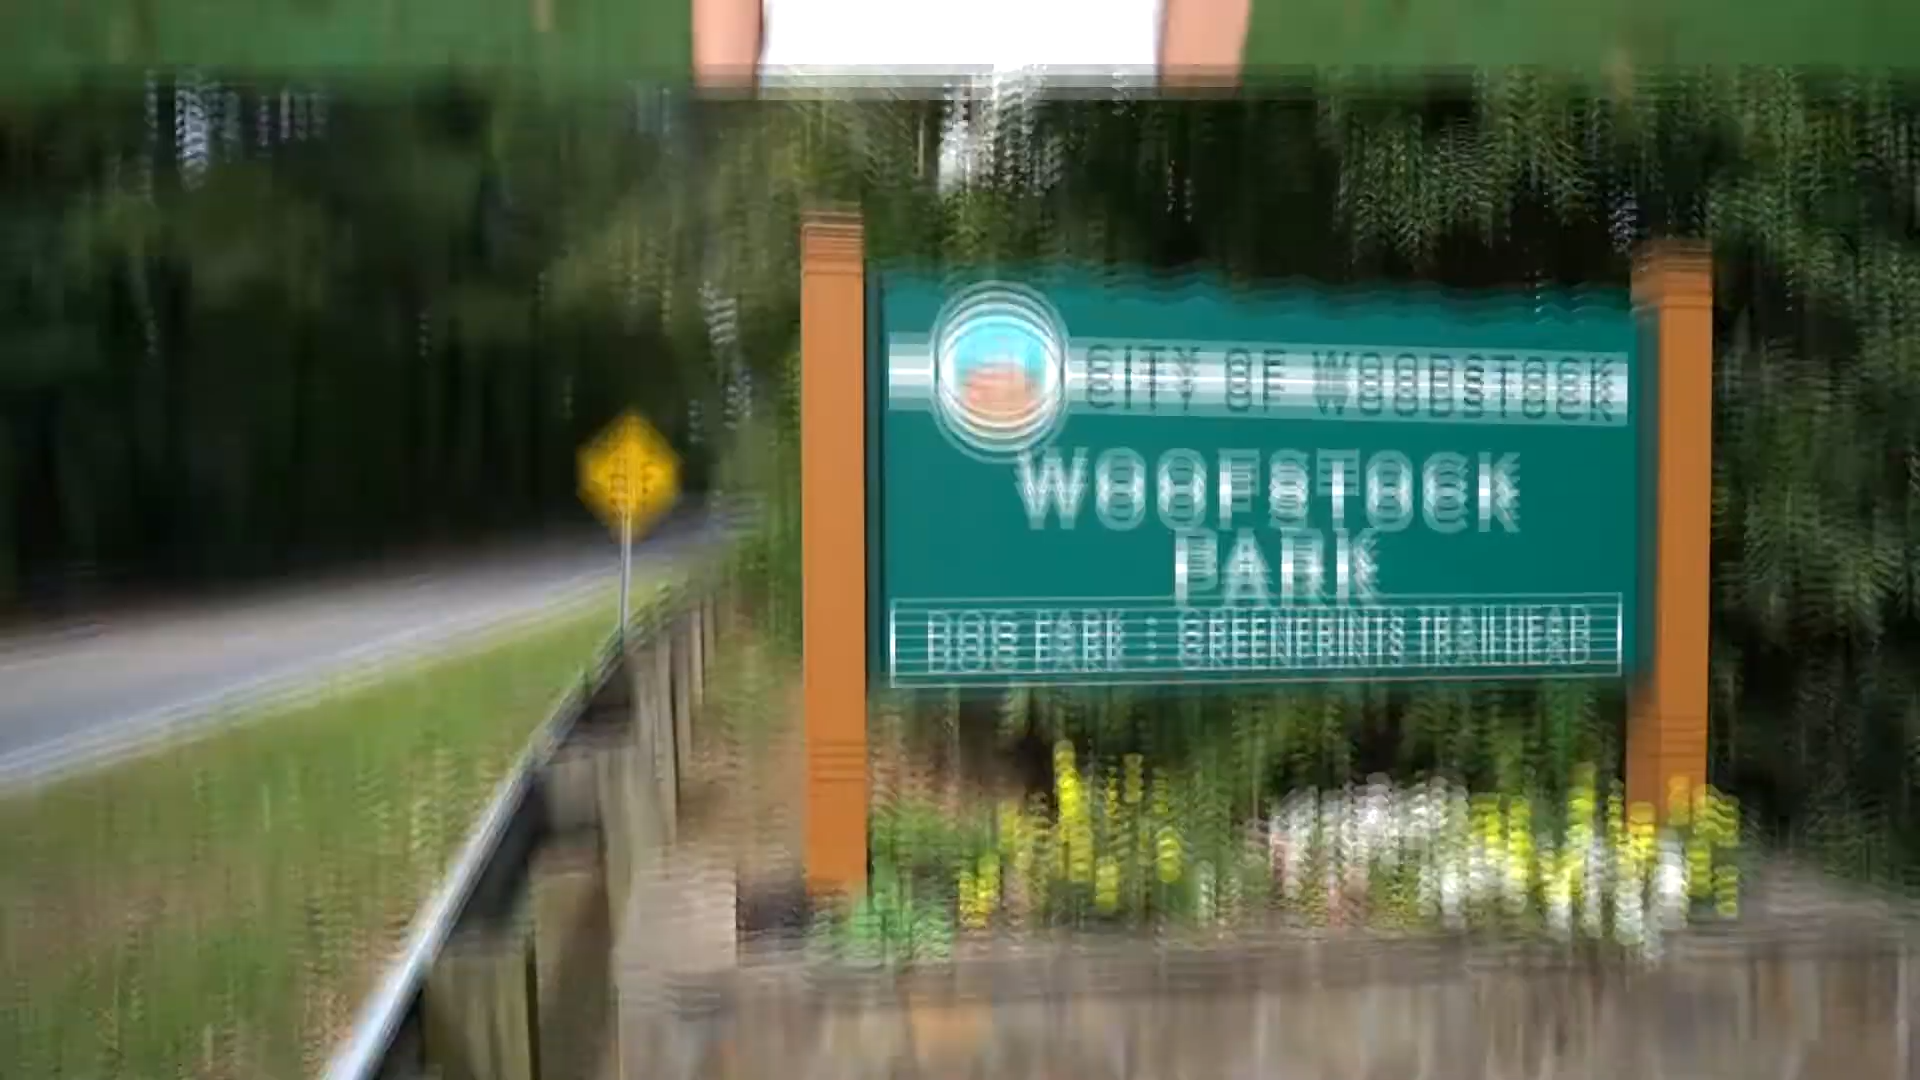 CITY OF WOODSTOCK
WOOFSTOCK
PARK
DOG PARK : GREENPRINTS TRAILHEAD